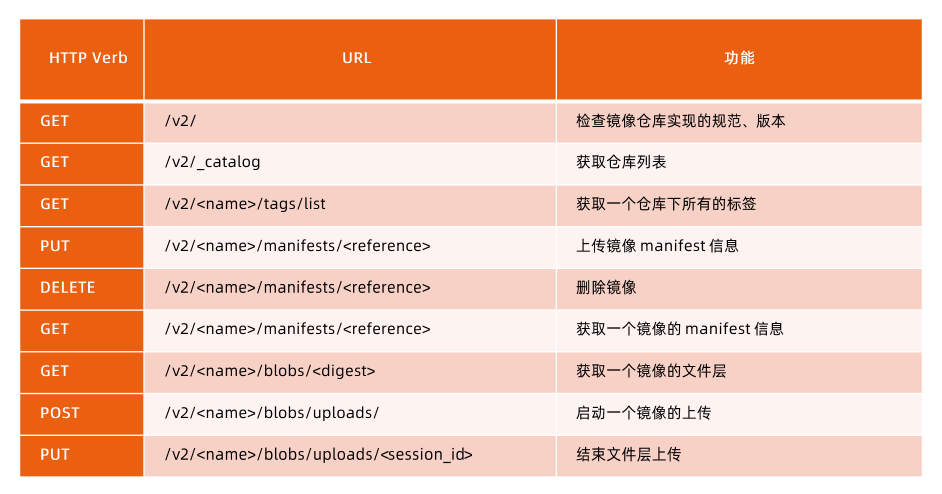 HTTP Verb URL 功能
GET /v2/ 检查镜像仓库实现的规范、版本
GET /v2/_catalog 获取仓库列表
GET /v2/<name>/tags/list 获取一个仓库下所有的标签
PUT /v2/<name>/manifests/<reference> 上传镜像 manifest 信息
DELETE /v2/<name>/manifests/<reference> 删除镜像
GET /v2/<name>/manifests/<reference> 获取一个镜像的 manifest 信息
GET /v2/<name>/blobs/<digest> 获取一个镜像的文件层
POST /v2/<name>/blobs/uploads/ 启动一个镜像的上传
PUT /v2/<name>/blobs/uploads/<session_id> 结束文件层上传